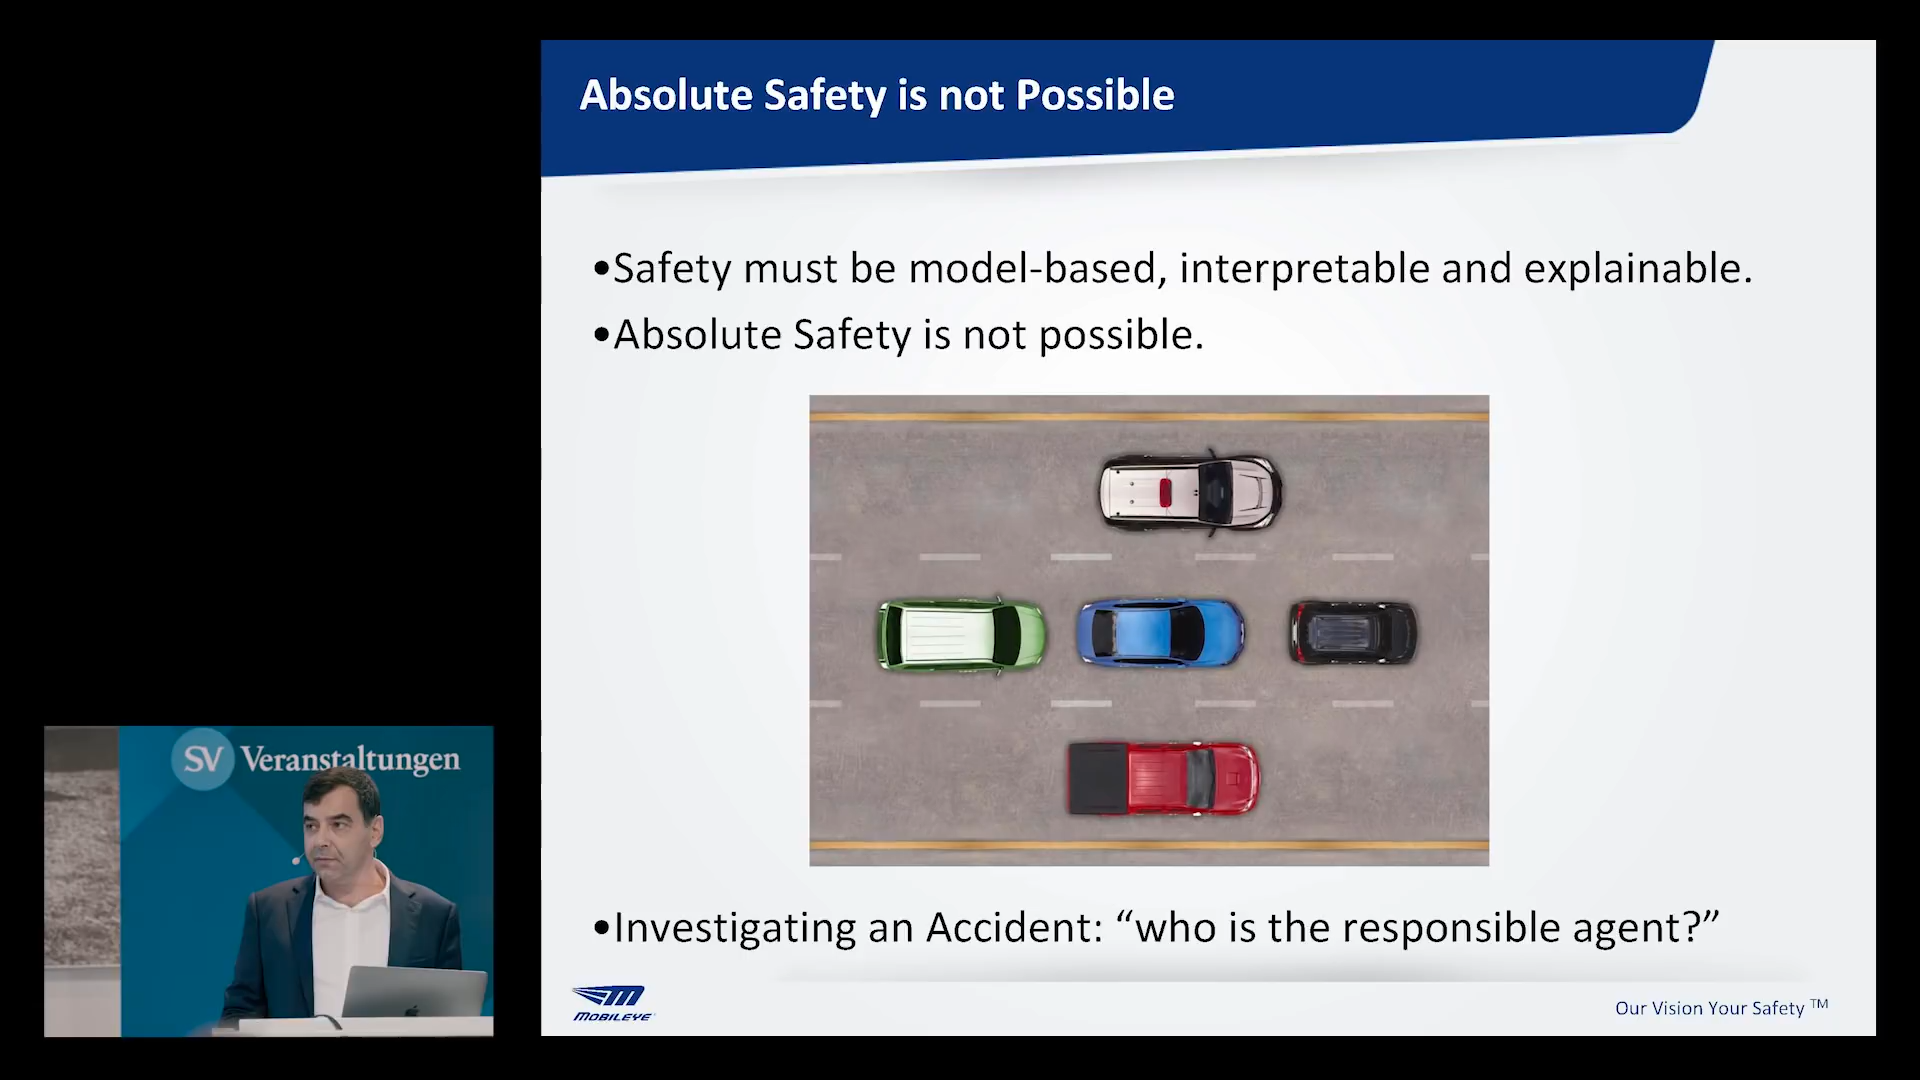 Absolute Safety is not Possible
•Safety must be model-based, interpretable and explainable.
•Absolute Safety is not possible.
•Investigating an Accident: “who is the responsible agent?”
MOBILEYE
Our Vision Your Safety TM
SV Veranstaltungen